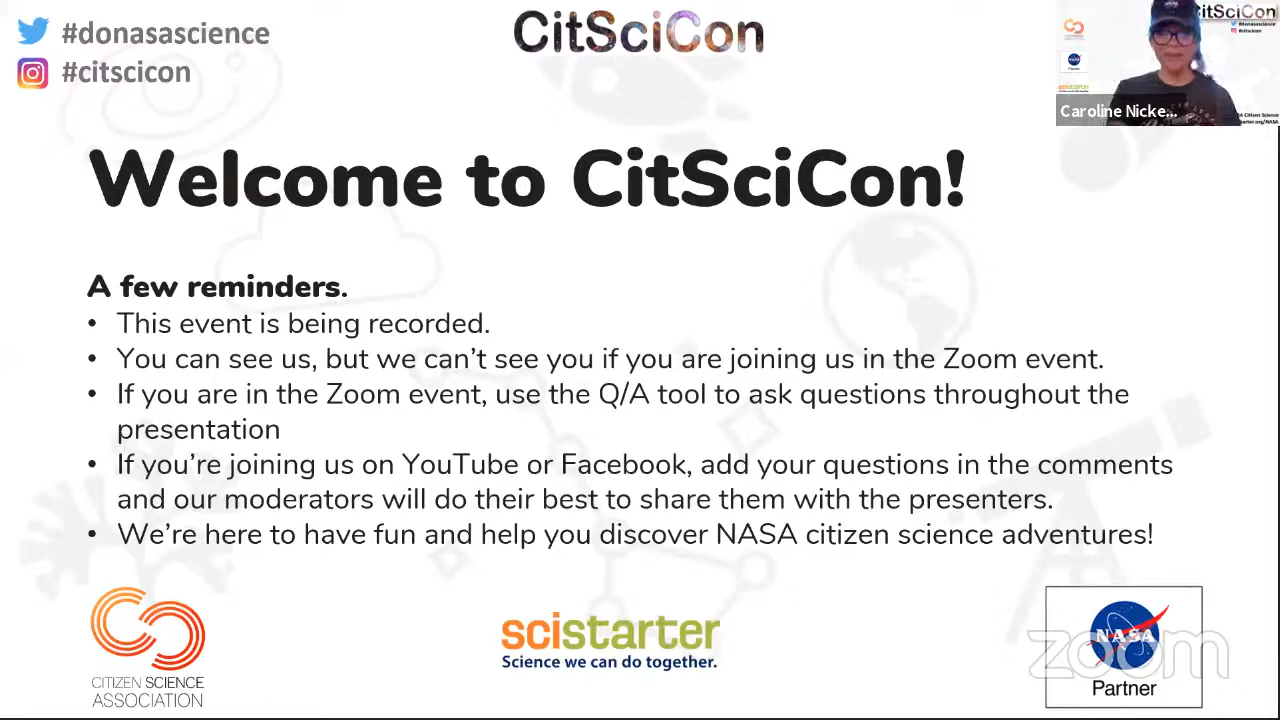 #donasascience
#citscicon
CitSciCon
CitSciCon
Partner
scistarter
Caroline Nicke...
Welcome to CitSciCon!
A few reminders.
• This event is being recorded.
• You can see us, but we can't see you if you are joining us in the Zoom event.
• If you are in the Zoom event, use the Q/A tool to ask questions throughout the
presentation
• If you're joining us on YouTube or Facebook, add your questions in the comments
and our moderators will do their best to share them with the presenters.
• We're here to have fun and help you discover NASA citizen science adventures!
CITIZEN SCIENCE
ASSOCIATION
scistarter
Science we can do together.
NASA
zoom
Partner